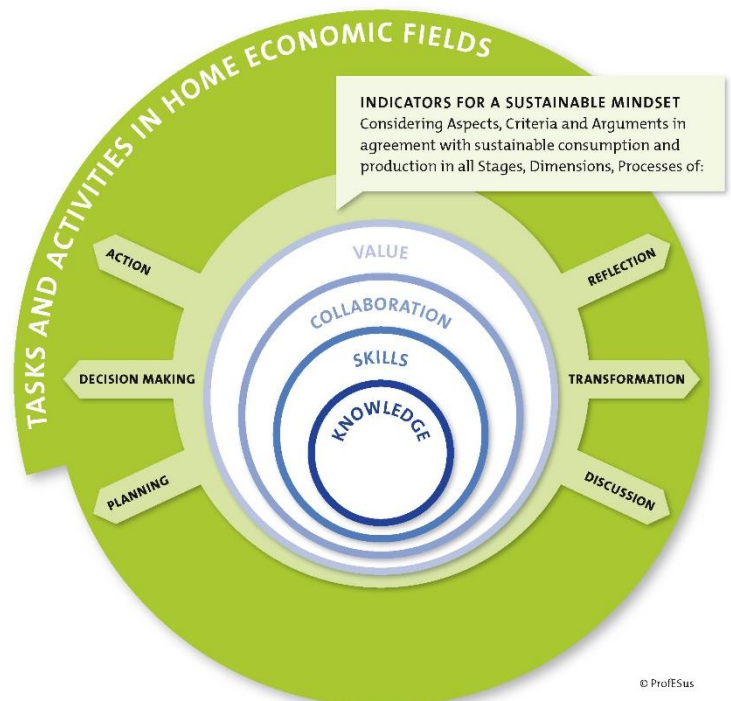 TASKS AND ACTIVITIES IN HOME ECONOMIC FIELDS
INDICATORS FOR A SUSTAINABLE MINDSET
Considering Aspects, Criteria and Arguments in
agreement with sustainable consumption and
production in all Stages, Dimensions, Processes of:
ACTION
DECISION MAKING
PLANNING
VALUE
COLLABORATION
SKILLS
KNOWLEDGE
REFLECTION
TRANSFORMATION
DISCUSSION
© ProfESus